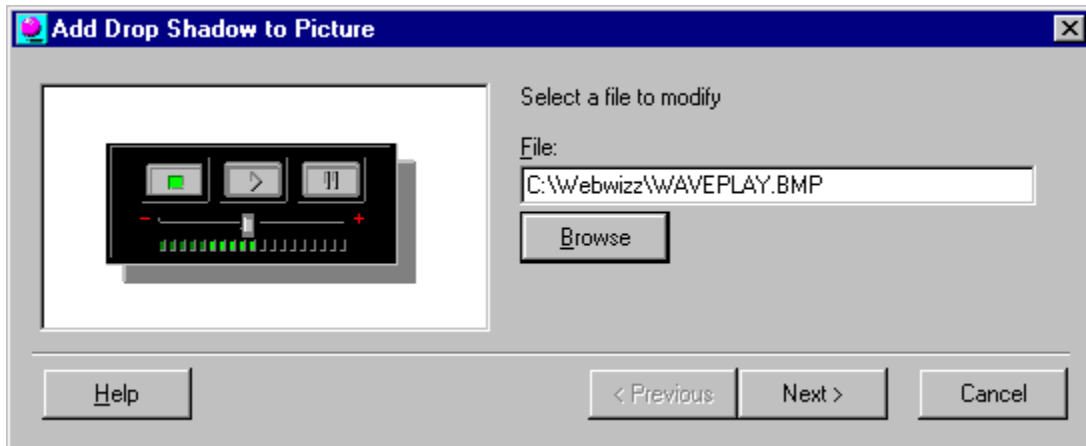 Add Drop Shadow to Picture
Select a file to modify
File:
C:\Webwizz\WAVEPLAY.BMP
Browse
Help
< Previous
Next >
Cancel